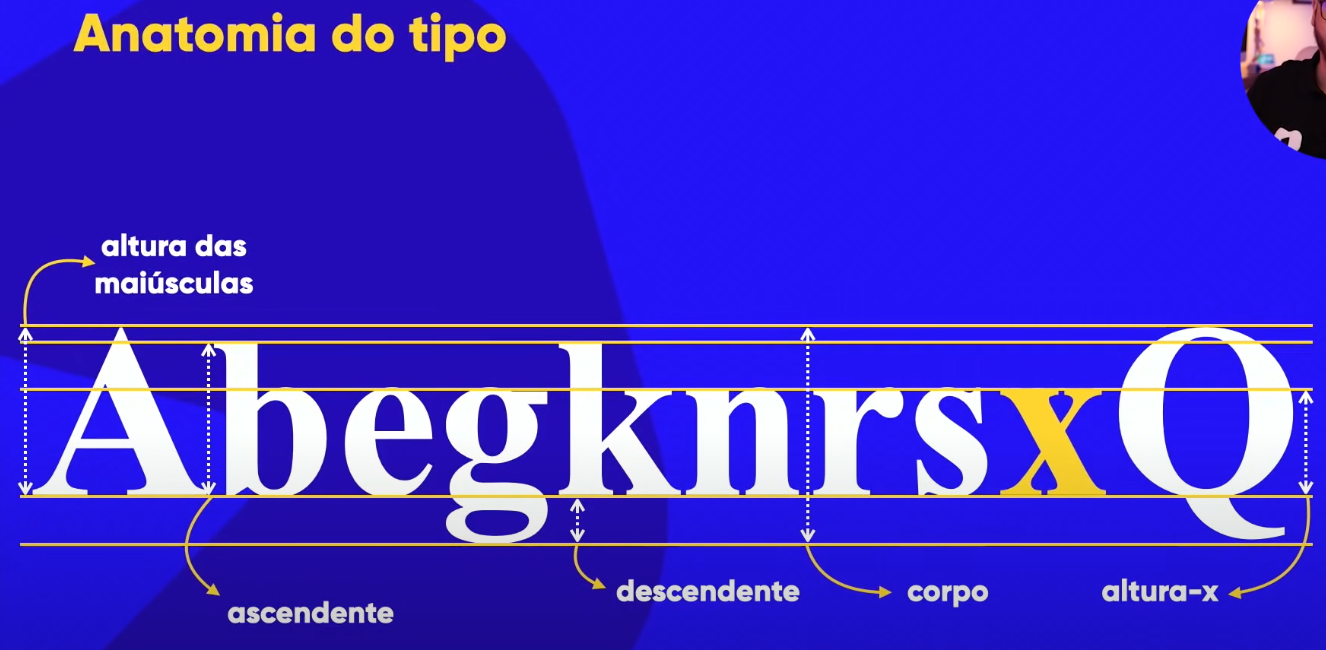 Anatomia do tipo
altura das
maiúsculas
AbegknrsxQ
descendente
corpo
altura-x
ascendente